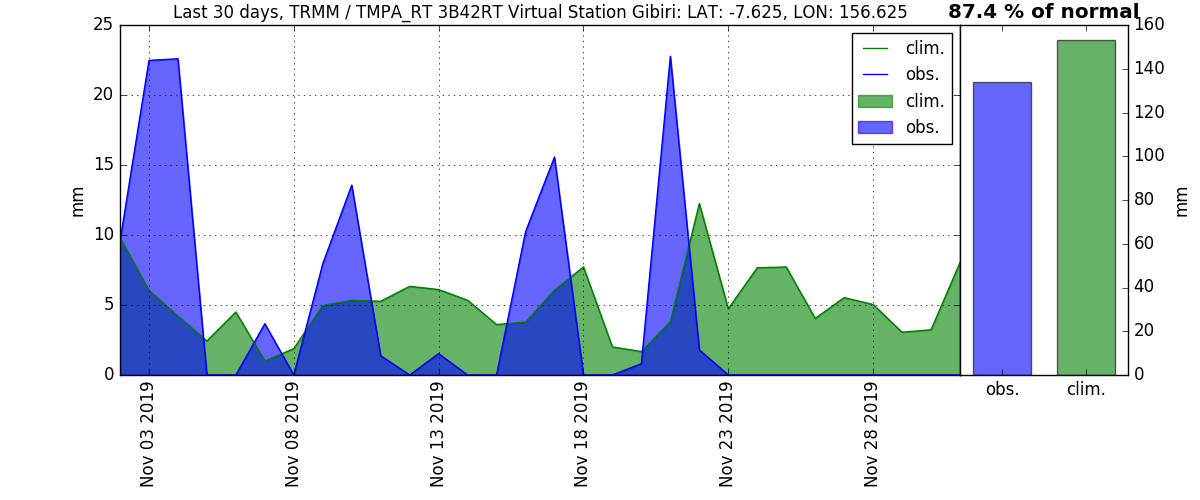 Last 30 days, TRMM / TMPA_RT 3B42RT Virtual Station Gibiri: LAT: -7.625, LON: 156.625
87.4 % of normal
25
20
15
10
5
0
mm
clim.
obs.
clim.
obs.
Nov 03 2019
Nov 08 2019
Nov 13 2019
Nov 18 2019
Nov 23 2019
Nov 28 2019
160
140
120
100
80
60
40
20
0
mm
obs.
clim.